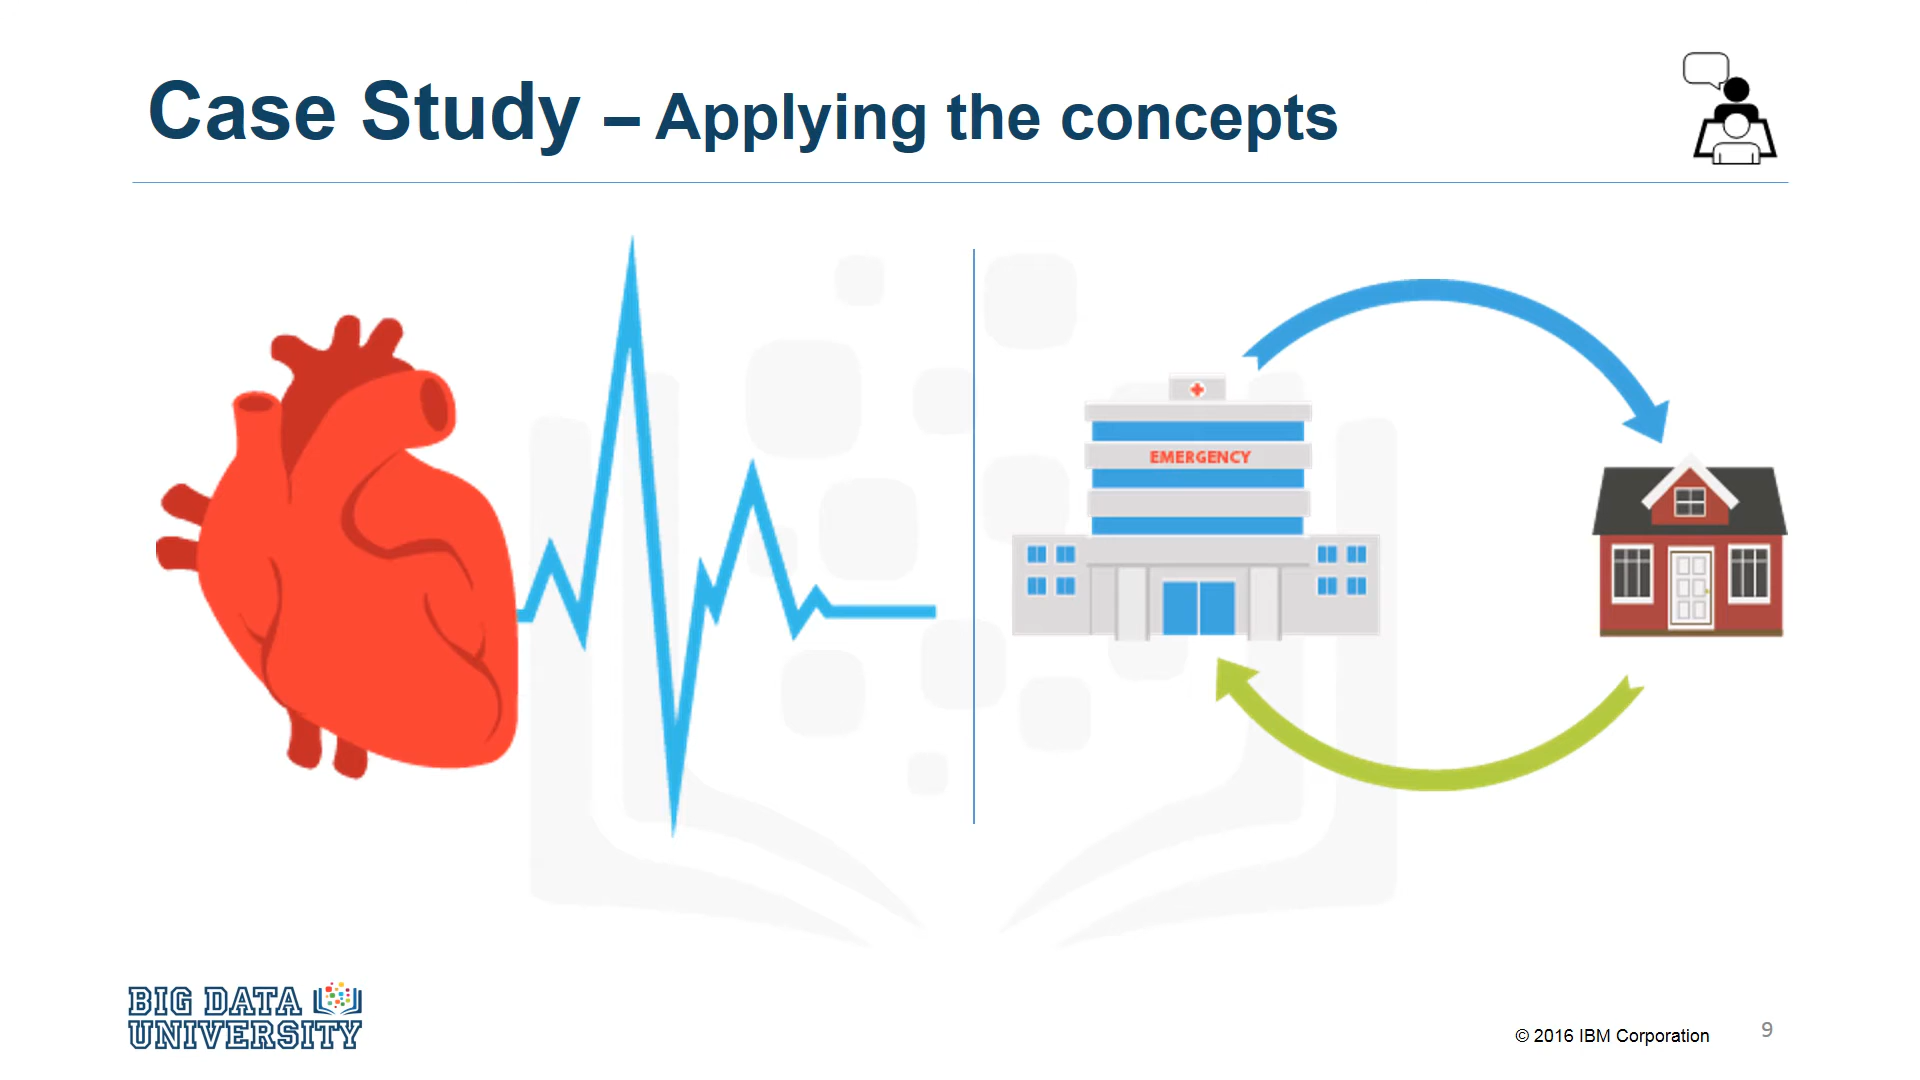 Case Study – Applying the concepts
EMERGENCY
BIG DATA
UNIVERSITY
© 2016 IBM Corporation
9